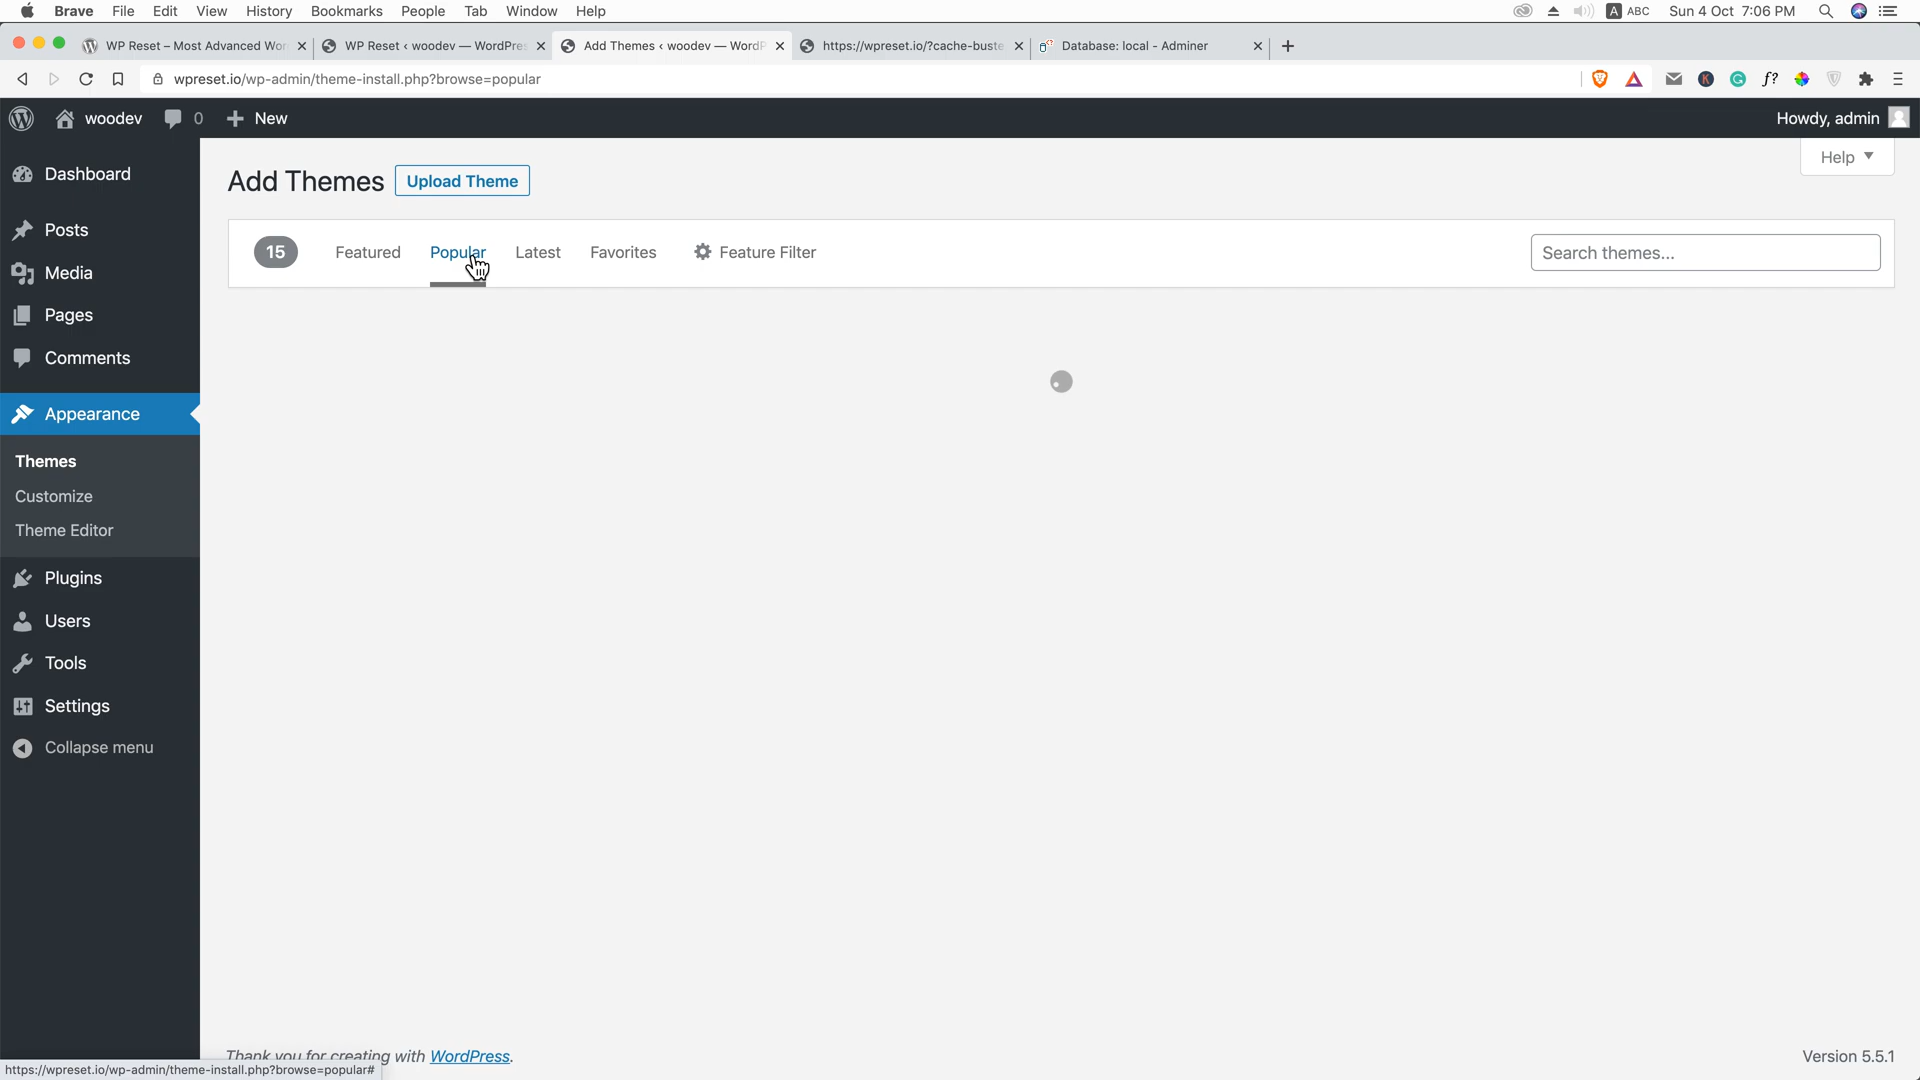 Brave File Edit View History Bookmarks People Tab Window Help A ABC Sun 4 Oct 7:06 PM
WP Reset – Most Advanced Wor WP Reset ‹ woodev — WordPres Add Themes ‹ woodev — WordP https://wpreset.io/?cache-buste Database: local - Adminer
wpreset.io/wp-admin/theme-install.php?browse=popular K G f?
woodev 0 New Howdy, admin
Help
Add Themes Upload Theme
15 Featured Popular Latest Favorites Feature Filter Search themes...
Dashboard
Posts
Media
Pages
Comments
Appearance
Themes
Customize
Theme Editor
Plugins
Users
Tools
Settings
Collapse menu
Thank you for creating with WordPress. Version 5.5.1
https://wpreset.io/wp-admin/theme-install.php?browse=popular#